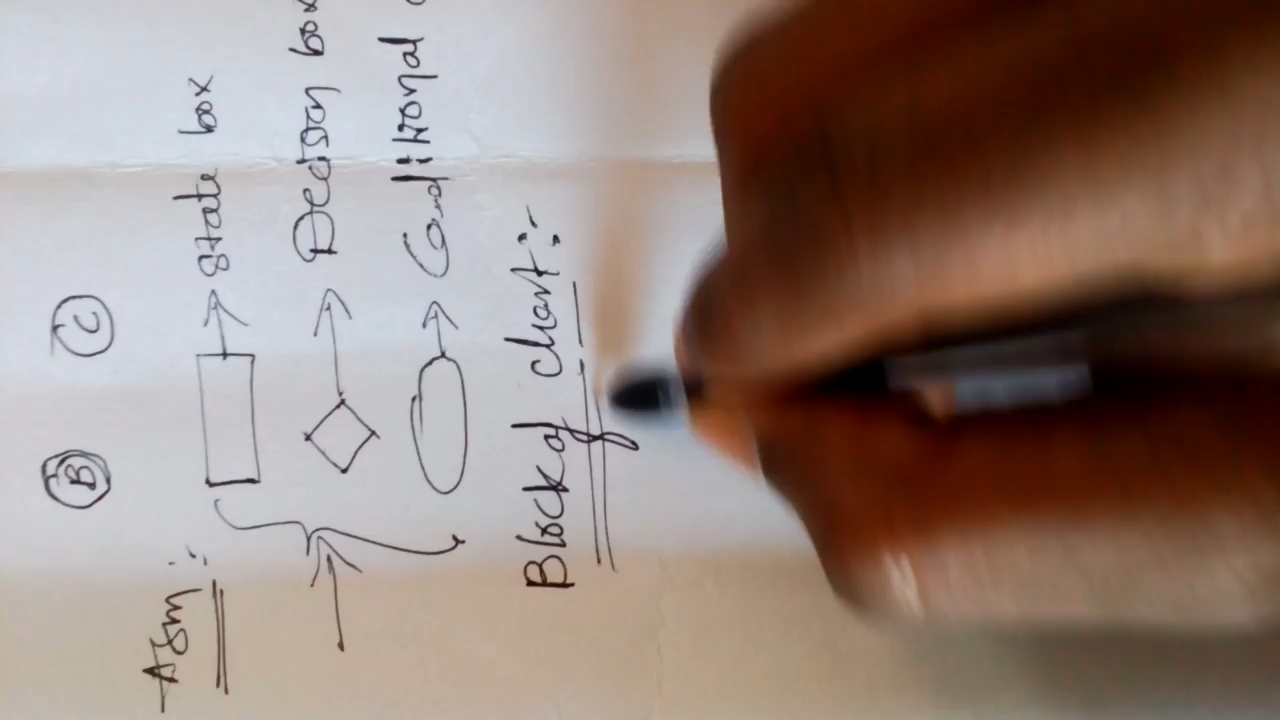 B C
Asm :
→ State box
→ Decision box
→ Conditional
Block of chart :-